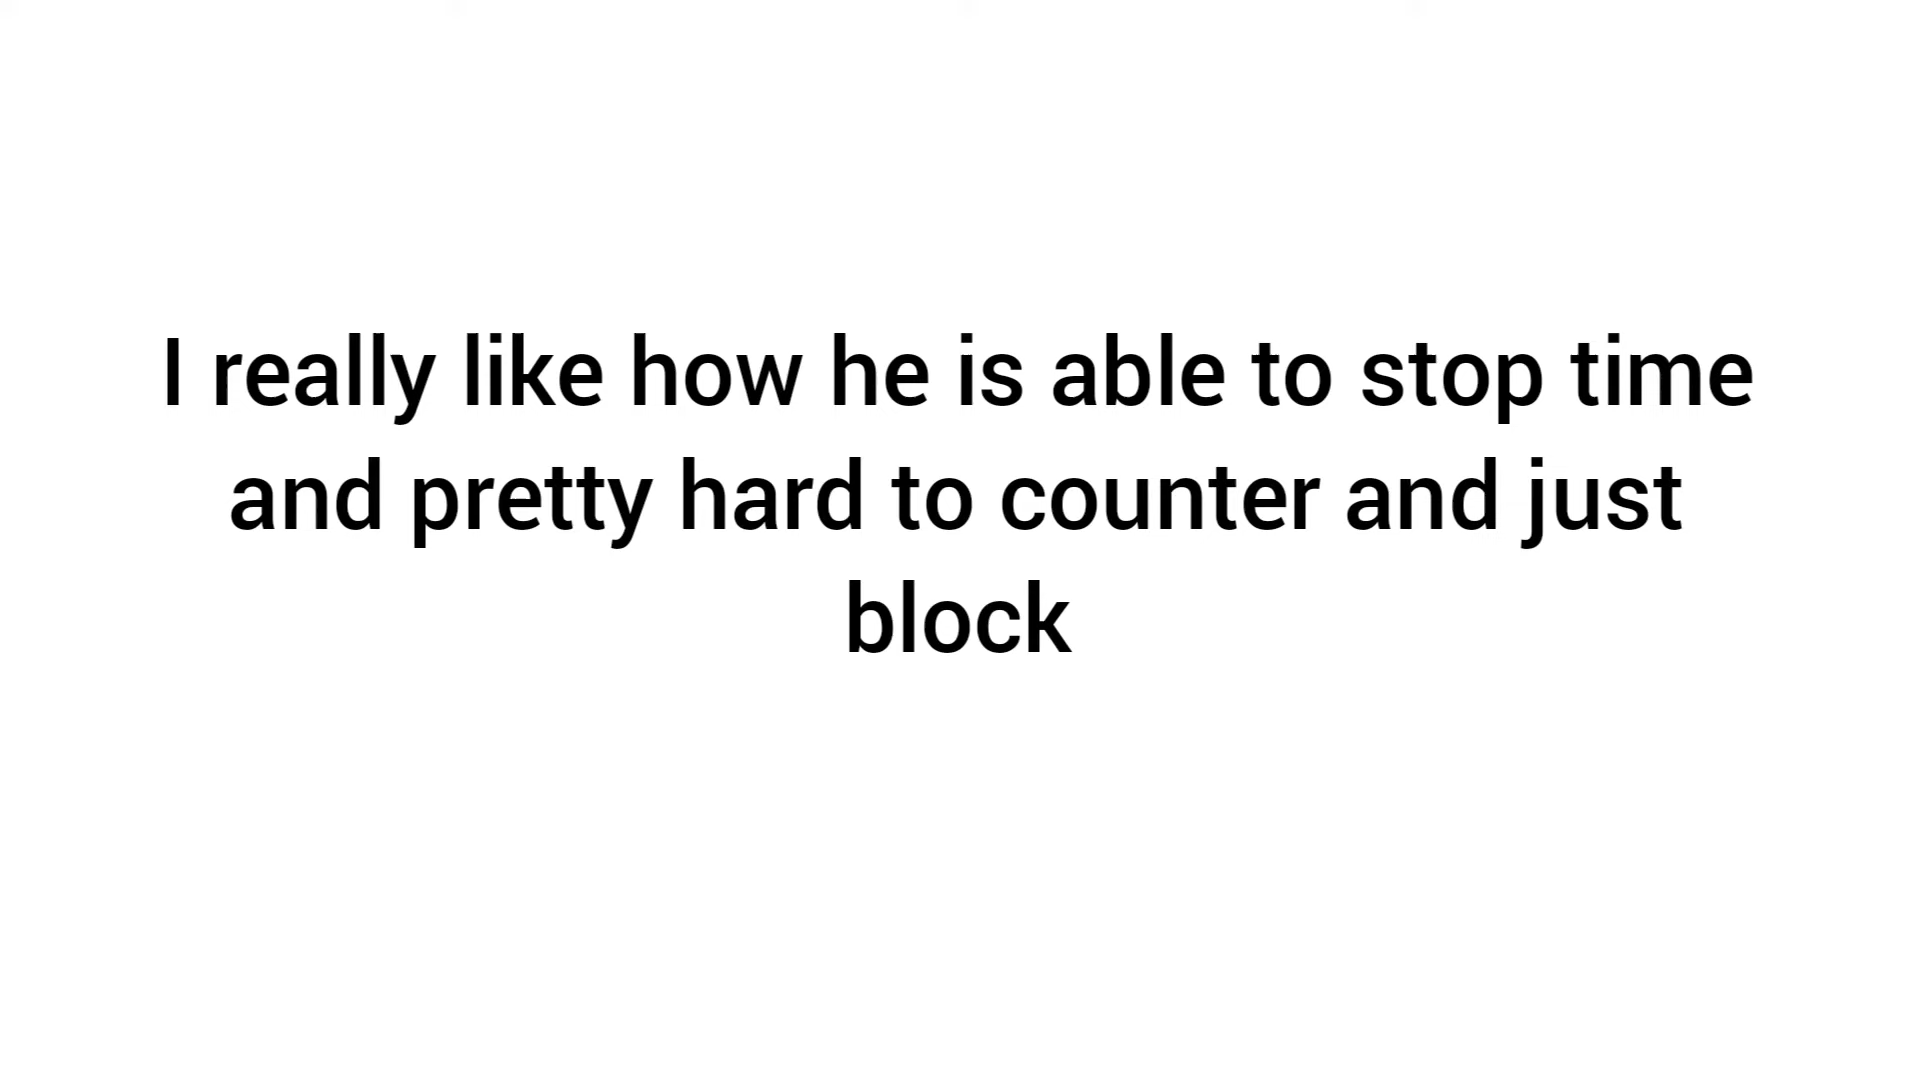 I really like how he is able to stop time
and pretty hard to counter and just
block